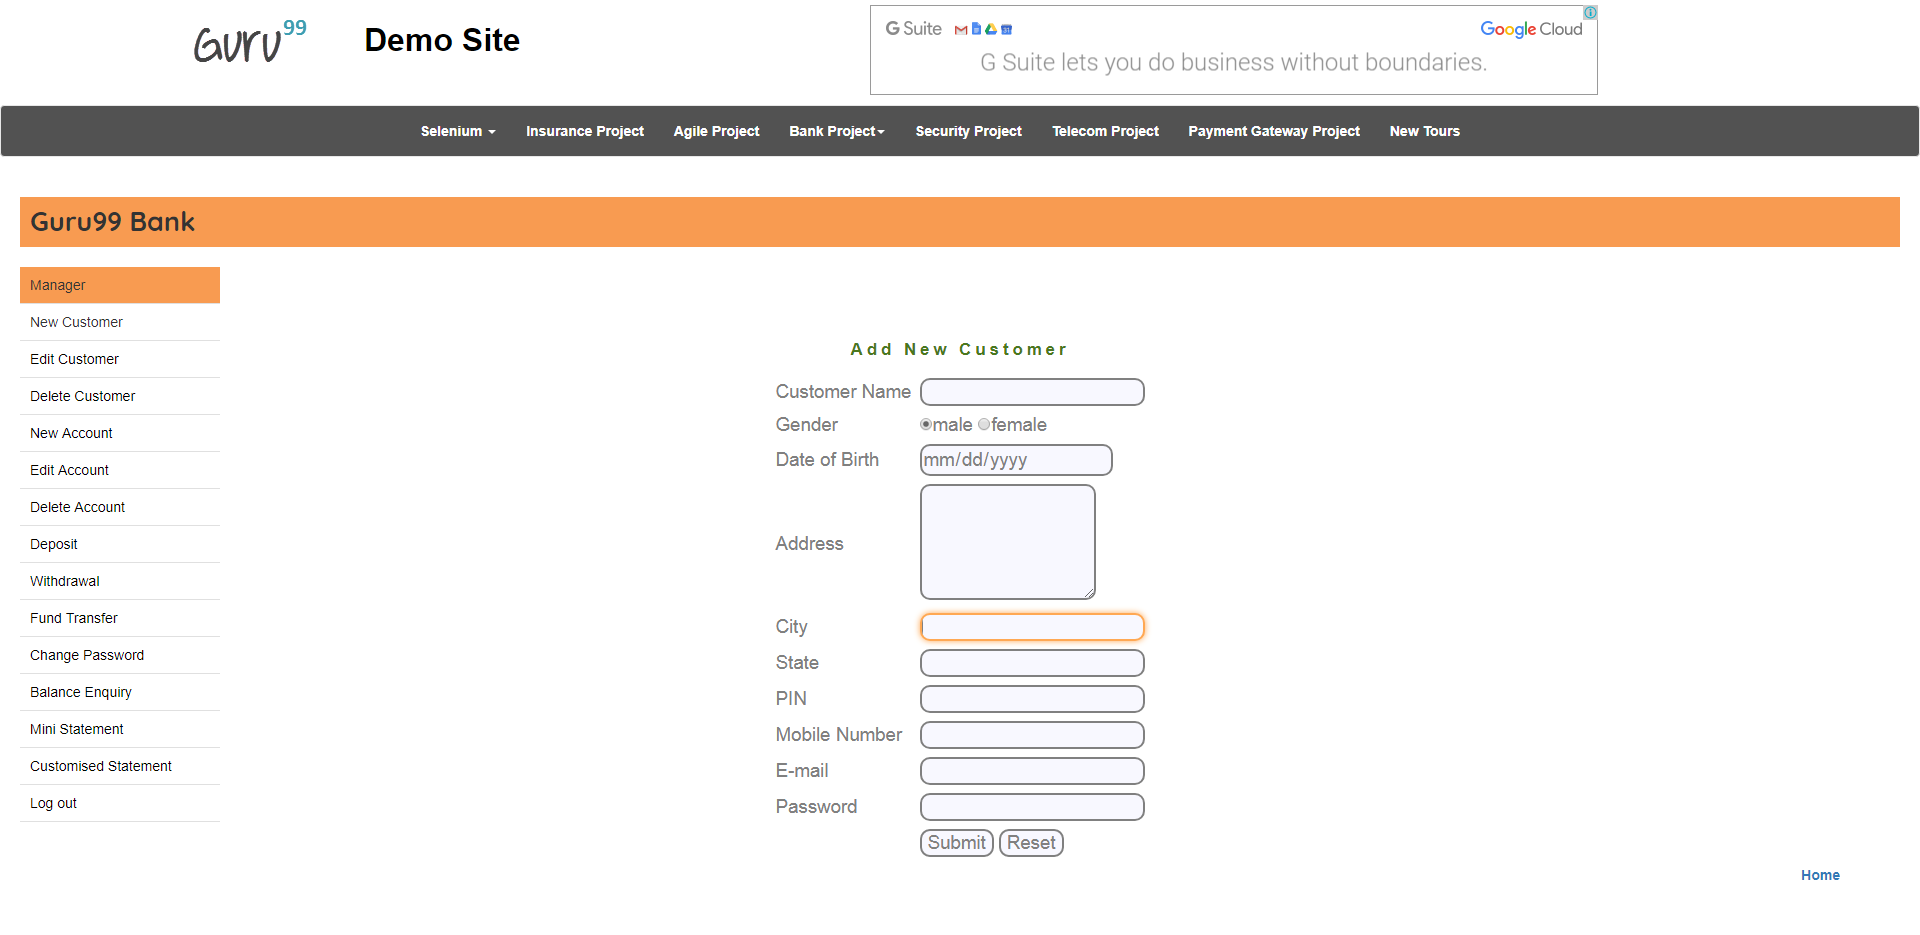 Guru99
Demo Site
G Suite
Google Cloud
G Suite lets you do business without boundaries.
Selenium Insurance Project Agile Project Bank Project Security Project Telecom Project Payment Gateway Project New Tours
Guru99 Bank
Manager
New Customer
Edit Customer
Delete Customer
New Account
Edit Account
Delete Account
Deposit
Withdrawal
Fund Transfer
Change Password
Balance Enquiry
Mini Statement
Customised Statement
Log out
Add New Customer
Customer Name
Gender male female
Date of Birth mm/dd/yyyy
Address
City
State
PIN
Mobile Number
E-mail
Password
Submit Reset
Home